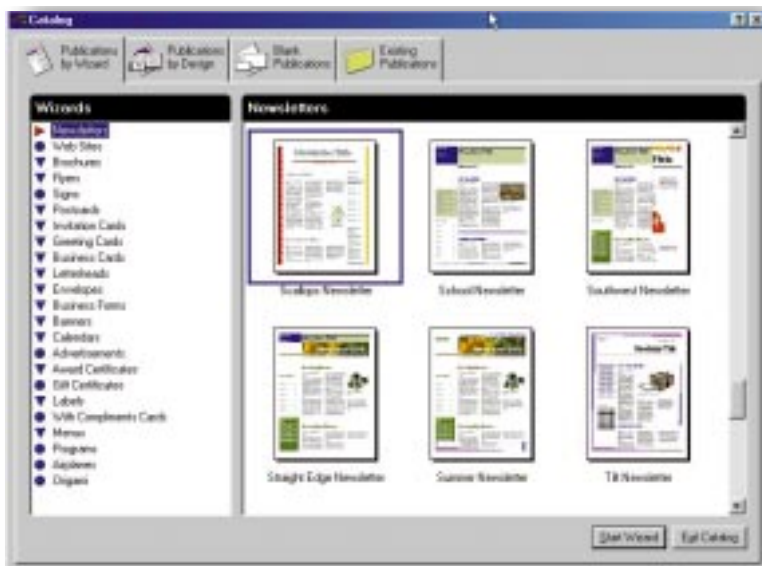 Catalog
Publications by Wizard
Publications by Design
Blank Publications
Existing Publications
Wizards
Newsletters
Newsletters
Web Sites
Brochures
Flyers
Signs
Postcards
Invitation Cards
Greeting Cards
Business Cards
Letterheads
Envelopes
Business Forms
Banners
Calendars
Advertisements
Award Certificates
Gift Certificates
Labels
With Compliments Cards
Menus
Programs
Airplanes
Origami
Scallops Newsletter
School Newsletter
Southwest Newsletter
Straight Edge Newsletter
Summer Newsletter
Tilt Newsletter
Start Wizard
Exit Catalog